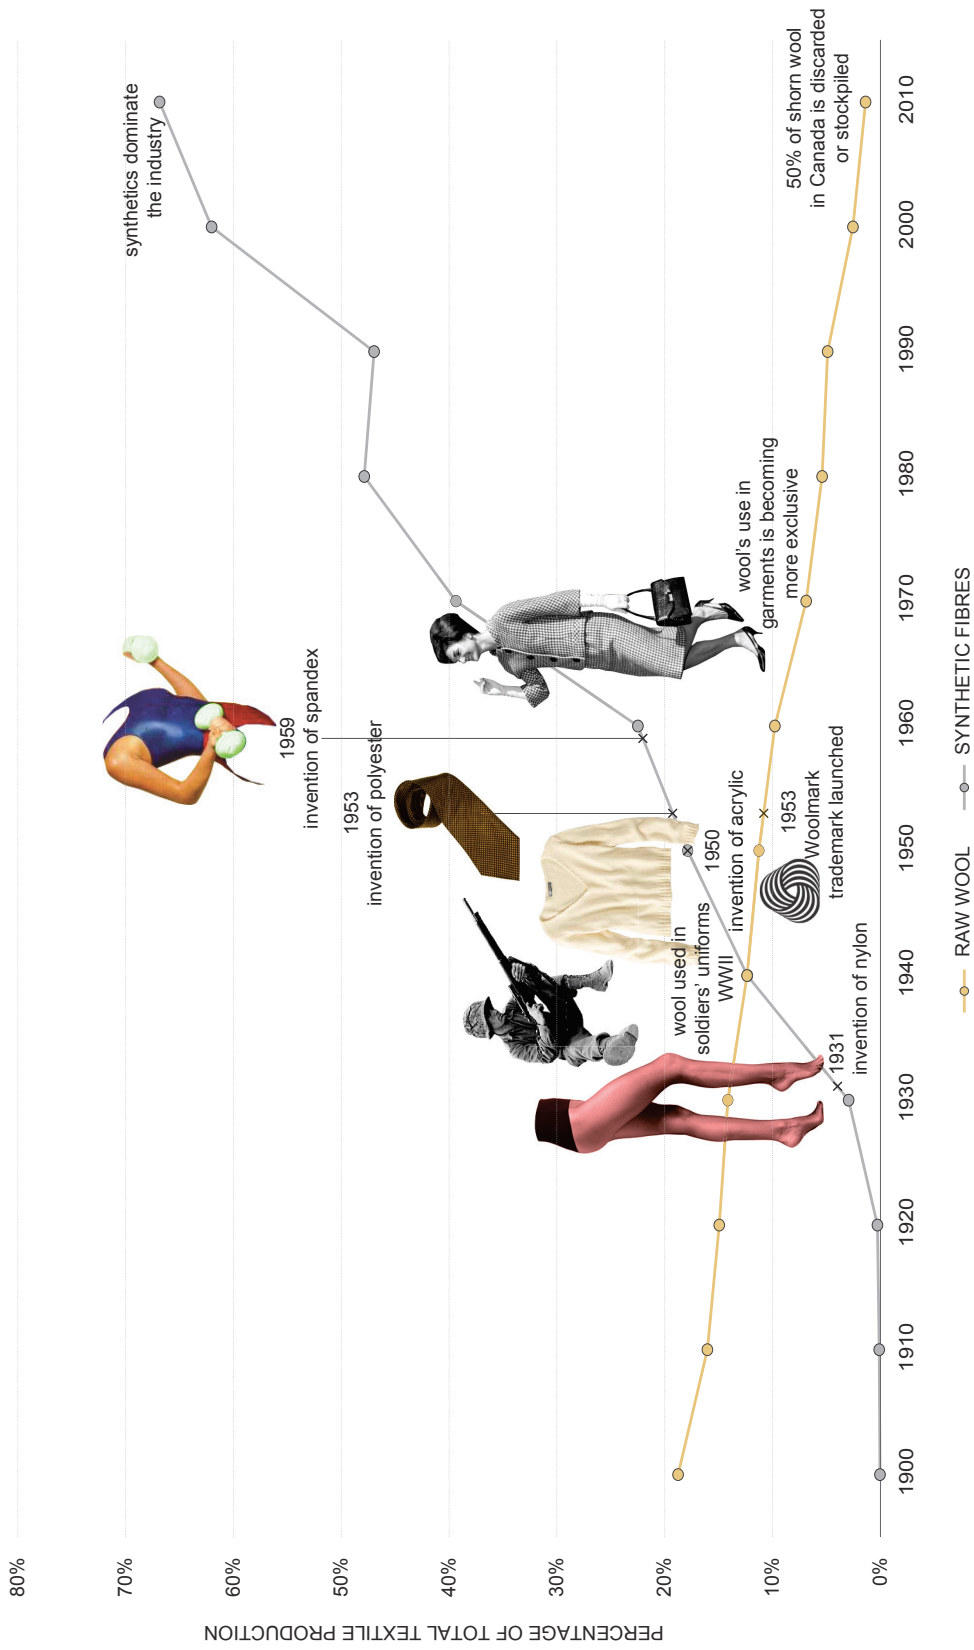 PERCENTAGE OF TOTAL TEXTILE PRODUCTION
80%
70%
60%
50%
40%
30%
20%
10%
0%
synthetics dominate
the industry
1959
invention of spandex
1953
invention of polyester
wool used in
soldiers' uniforms
WWII
1950
invention of acrylic
1953
Woolmark
trademark launched
1931
invention of nylon
wool's use in
garments is becoming
more exclusive
50% of shorn wool
in Canada is discarded
or stockpiled
1900
1910
1920
1930
1940
1950
1960
1970
1980
1990
2000
2010
RAW WOOL
SYNTHETIC FIBRES